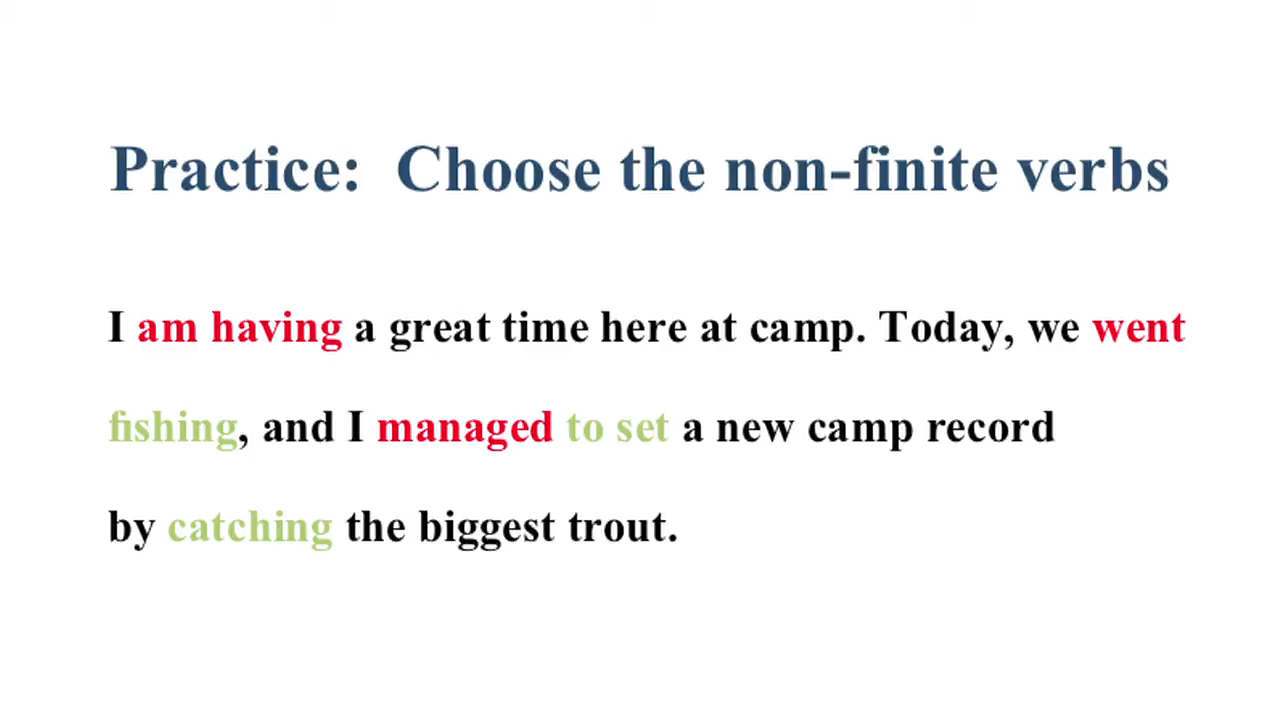 Practice:  Choose the non-finite verbs
I am having a great time here at camp. Today, we went
fishing, and I managed to set a new camp record
by catching the biggest trout.